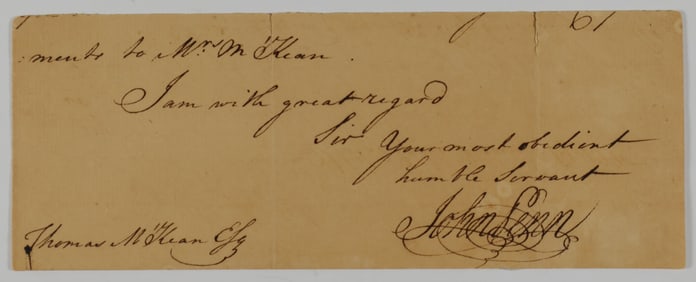 :ments to Mrs. McKean.
I am with great regard
Sir Your most obedient
humble Servant
John Penn
Thomas McKean Esq